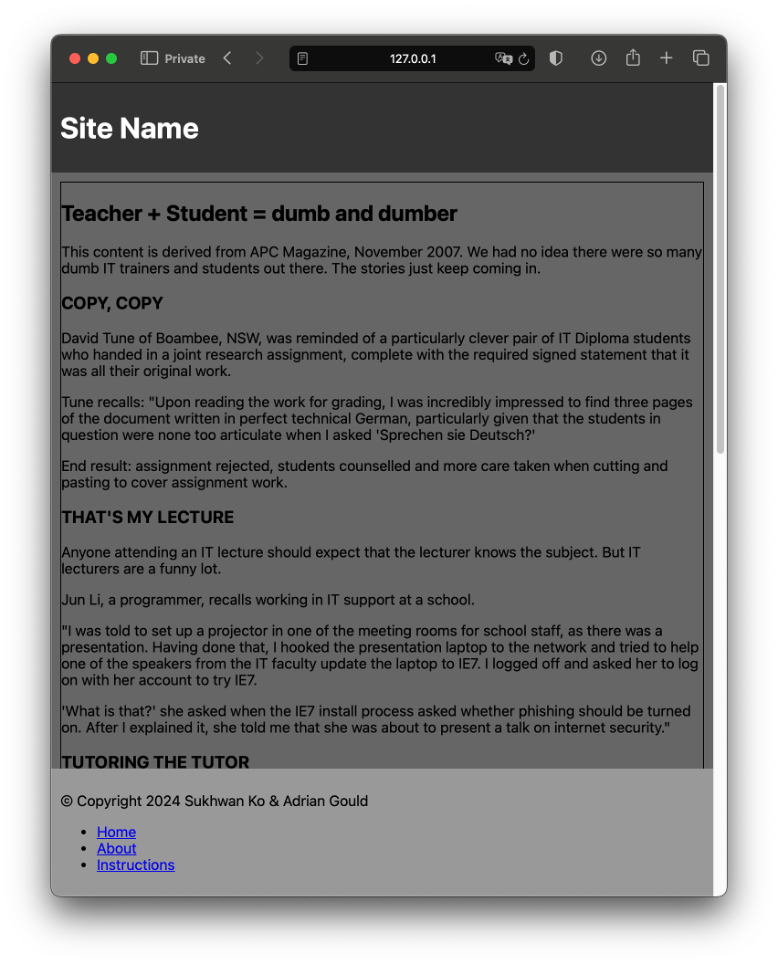 Private
127.0.0.1
Site Name
Teacher + Student = dumb and dumber
This content is derived from APC Magazine, November 2007. We had no idea there were so many
dumb IT trainers and students out there. The stories just keep coming in.
COPY, COPY
David Tune of Boambee, NSW, was reminded of a particularly clever pair of IT Diploma students
who handed in a joint research assignment, complete with the required signed statement that it
was all their original work.
Tune recalls: "Upon reading the work for grading, I was incredibly impressed to find three pages
of the document written in perfect technical German, particularly given that the students in
question were none too articulate when I asked 'Sprechen sie Deutsch?'
End result: assignment rejected, students counselled and more care taken when cutting and
pasting to cover assignment work.
THAT'S MY LECTURE
Anyone attending an IT lecture should expect that the lecturer knows the subject. But IT
lecturers are a funny lot.
Jun Li, a programmer, recalls working in IT support at a school.
"I was told to set up a projector in one of the meeting rooms for school staff, as there was a
presentation. Having done that, I hooked the presentation laptop to the network and tried to help
one of the speakers from the IT faculty update the laptop to IE7. I logged off and asked her to log
on with her account to try IE7.
'What is that?' she asked when the IE7 install process asked whether phishing should be turned
on. After I explained it, she told me that she was about to present a talk on internet security."
TUTORING THE TUTOR
© Copyright 2024 Sukhwan Ko & Adrian Gould
• Home
• About
• Instructions